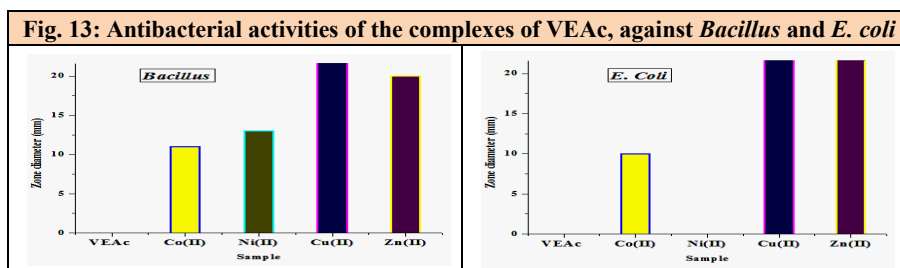 Fig. 13: Antibacterial activities of the complexes of VEAc, against Bacillus and E. coli
Bacillus
Zone diameter (mm)
20
15
10
5
0
VEAc Co(II) Ni(II) Cu(II) Zn(II)
Sample
E. Coli
Zone diameter (mm)
20
15
10
5
0
VEAc Co(II) Ni(II) Cu(II) Zn(II)
Sample